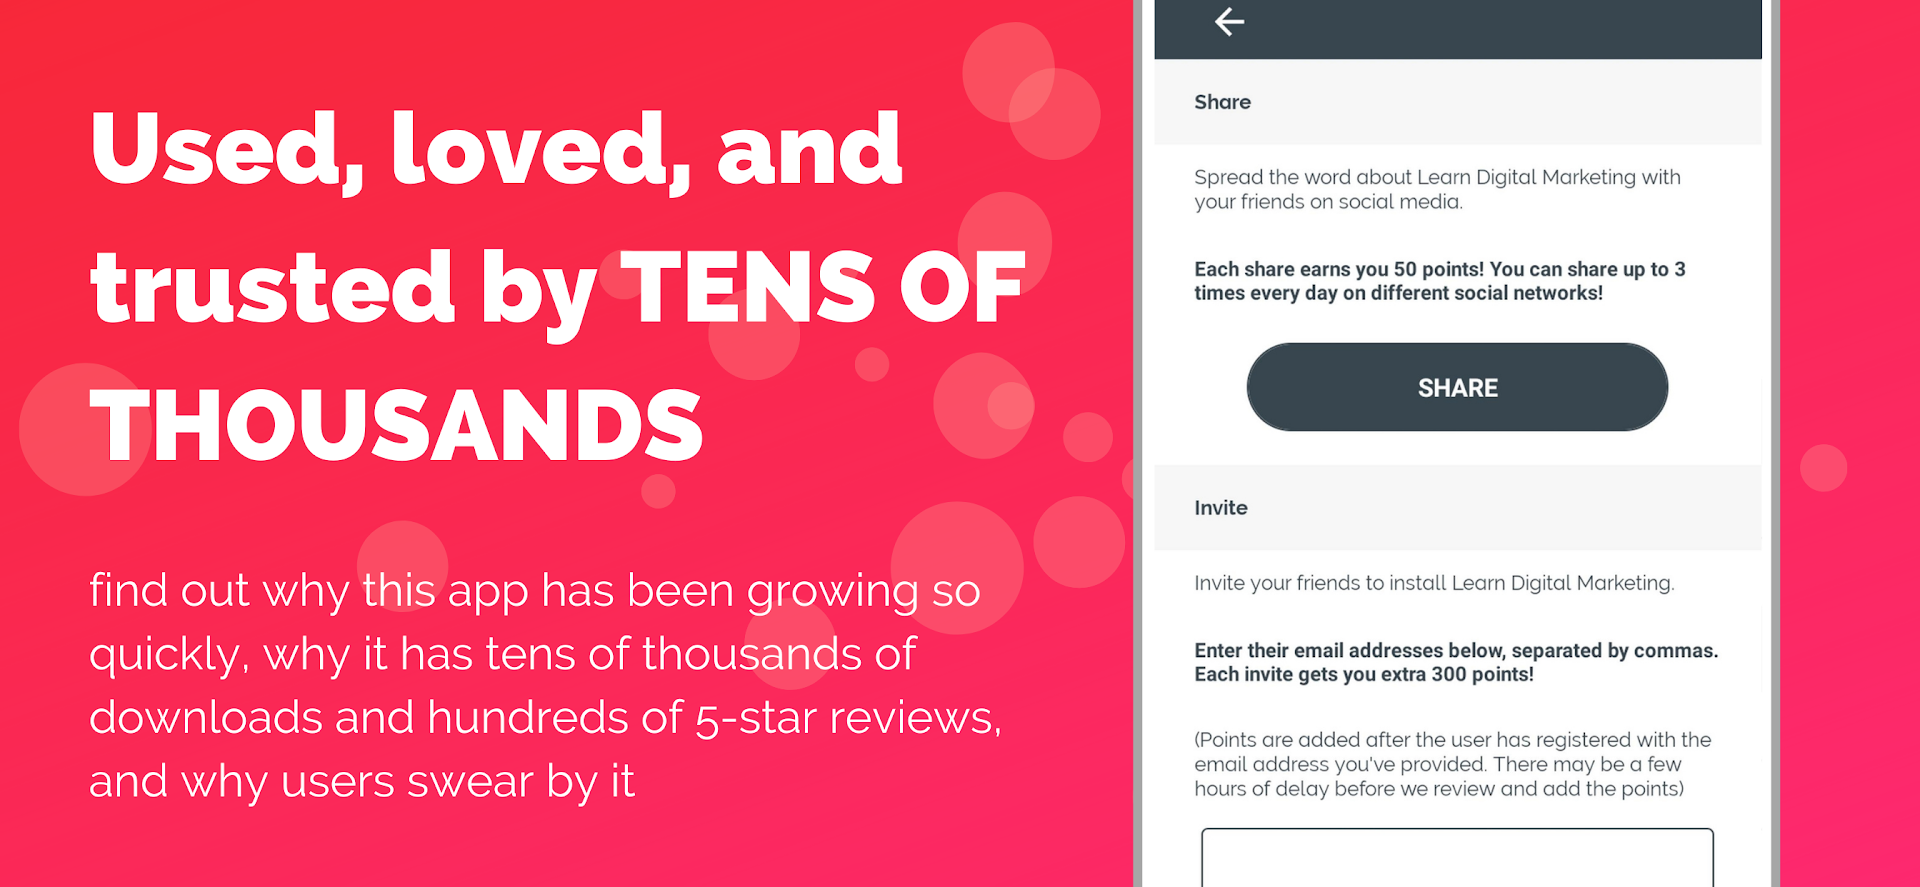 Used, loved, and
trusted by TENS OF
THOUSANDS
find out why this app has been growing so
quickly, why it has tens of thousands of
downloads and hundreds of 5-star reviews,
and why users swear by it
Share
Spread the word about Learn Digital Marketing with
your friends on social media.
Each share earns you 50 points! You can share up to 3
times every day on different social networks!
SHARE
Invite
Invite your friends to install Learn Digital Marketing.
Enter their email addresses below, separated by commas.
Each invite gets you extra 300 points!
(Points are added after the user has registered with the
email address you've provided. There may be a few
hours of delay before we review and add the points)